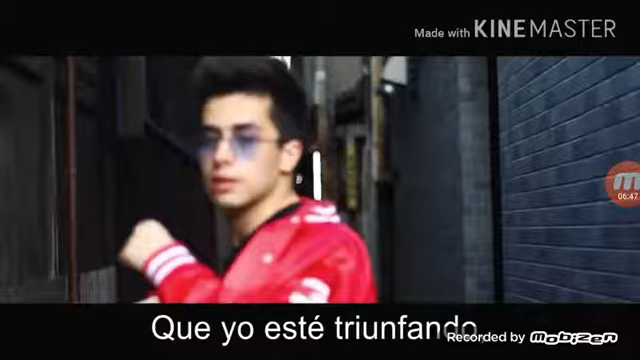 Made with KINEMASTER
06:47
Que yo esté triunfando
Recorded by mobizen